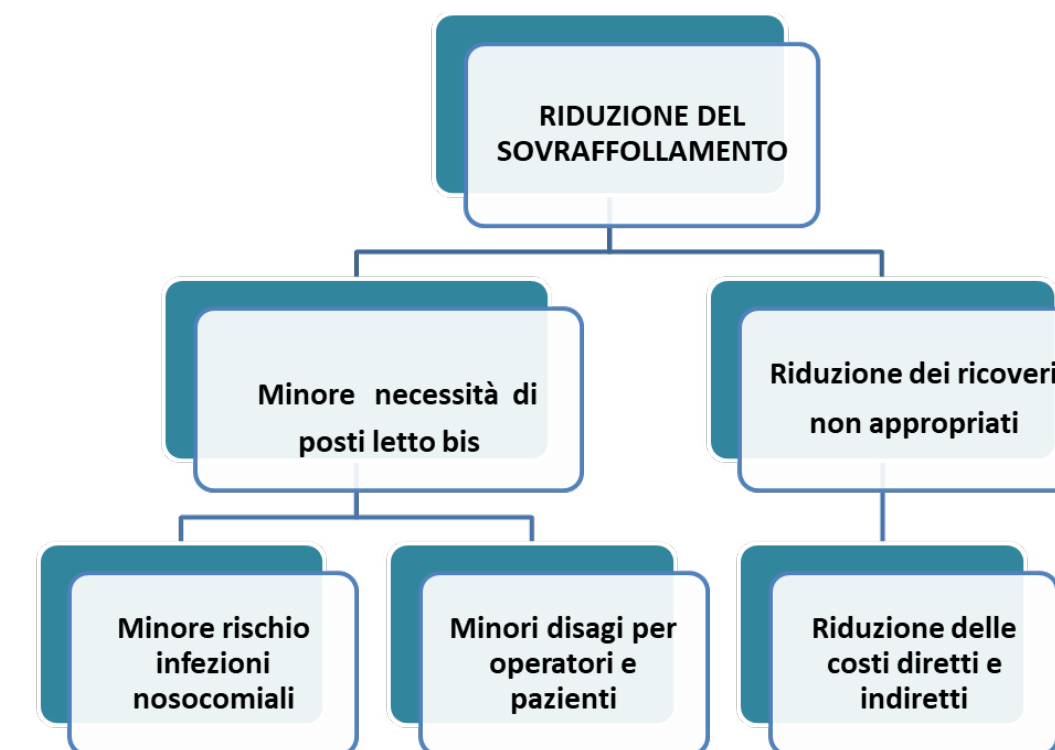 RIDUZIONE DEL
SOVRAFFOLLAMENTO
Minore necessità di
posti letto bis
Riduzione dei ricoveri
non appropriati
Minore rischio
infezioni
nosocomiali
Minori disagi per
operatori e
pazienti
Riduzione delle
costi diretti e
indiretti